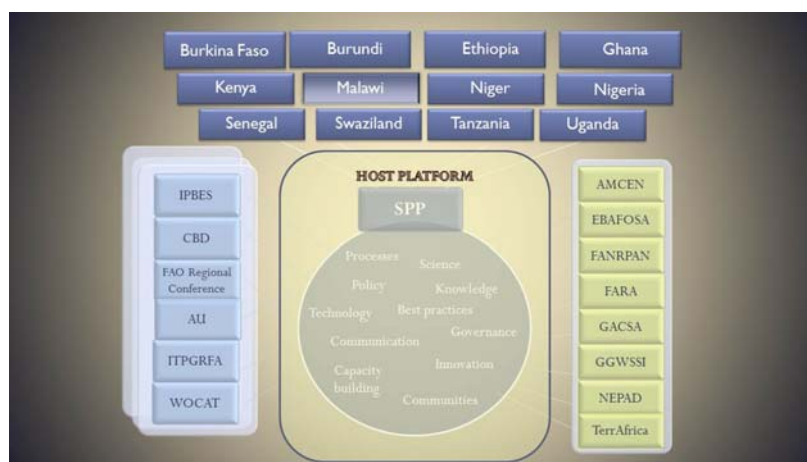 Burkina Faso
Burundi
Ethiopia
Ghana
Kenya
Malawi
Niger
Nigeria
Senegal
Swaziland
Tanzania
Uganda
IPBES
CBD
FAO Regional
Conference
AU
ITPGRFA
WOCAT
HOST PLATFORM
SPP
Processes
Science
Policy
Knowledge
Technology
Best practices
Governance
Communication
Innovation
Capacity
building
Communities
AMCEN
EBAFOSA
FANRPAN
FARA
GACSA
GGWSSI
NEPAD
TerrAfrica